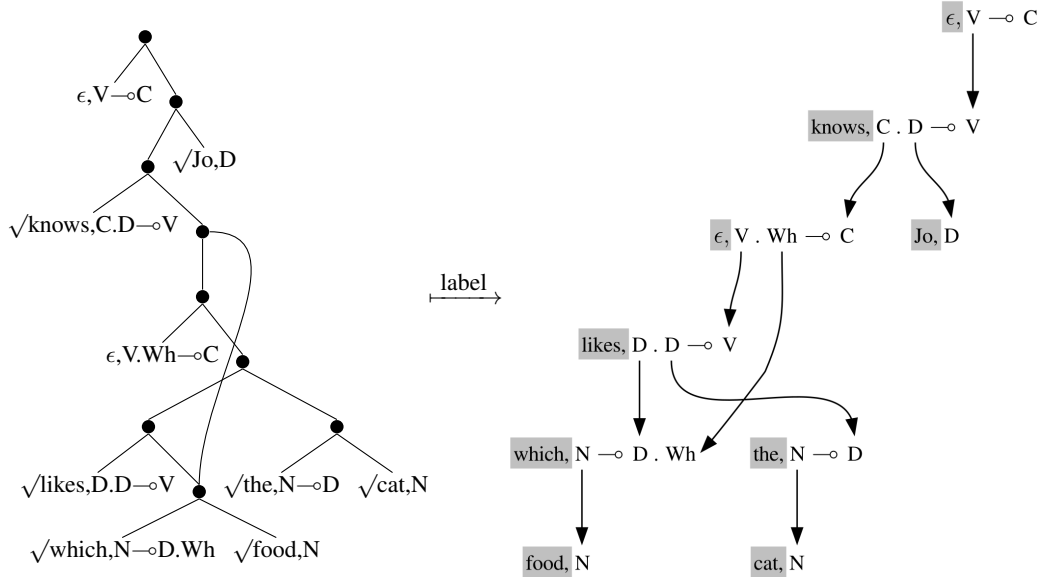 ϵ, V ⊸ C
ϵ,V⊸C
knows, C . D ⊸ V
√Jo,D
√knows,C.D⊸V
ϵ, V . Wh ⊸ C
Jo, D
label
ϵ,V.Wh⊸C
likes, D . D ⊸ V
which, N ⊸ D . Wh
the, N ⊸ D
√likes,D.D⊸V
√the,N⊸D
√cat,N
√which,N⊸D.Wh
√food,N
food, N
cat, N